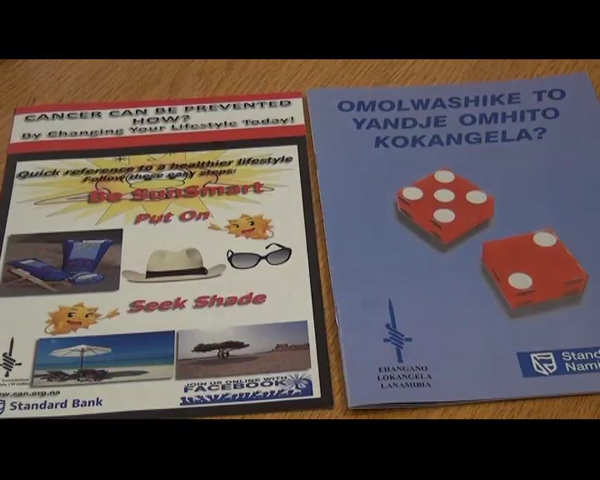 CANCER CAN BE PREVENTED
HOW?
By Changing Your Lifestyle Today!
Quick reference to a healthier lifestyle
Follow these easy steps:
Be SunSmart
Put On
Seek Shade
JOIN US ONLINE WITH
FACEBOOK
w.can.org.na
Standard Bank
OMOLWASHIKE TO
YANDJE OMHITO
KOKANGELA?
EHANGANO
LOKANGELA
LANAMIBIA
Stand
Nami